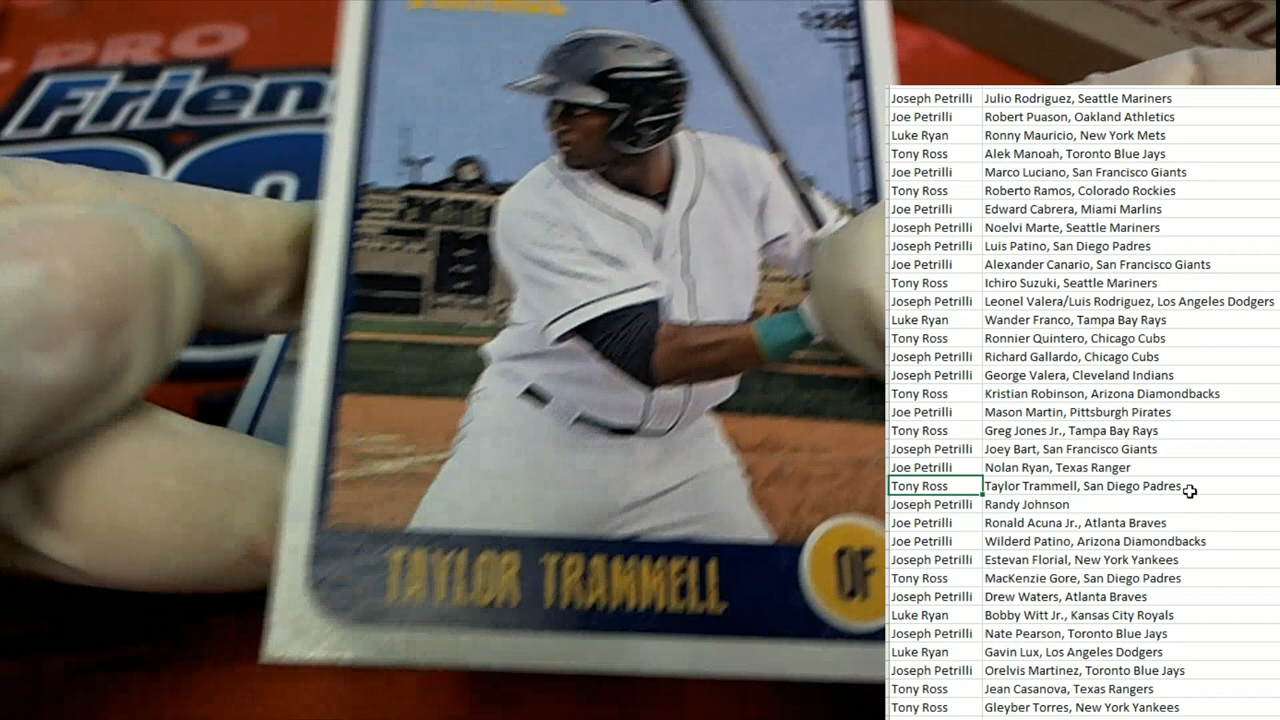 PRO
Frien
TAYLOR TRAMMELL
OF
Joseph Petrilli Julio Rodriguez, Seattle Mariners
Joe Petrilli Robert Puason, Oakland Athletics
Luke Ryan Ronny Mauricio, New York Mets
Tony Ross Alek Manoah, Toronto Blue Jays
Joe Petrilli Marco Luciano, San Francisco Giants
Tony Ross Roberto Ramos, Colorado Rockies
Joe Petrilli Edward Cabrera, Miami Marlins
Joseph Petrilli Noelvi Marte, Seattle Mariners
Joseph Petrilli Luis Patino, San Diego Padres
Joe Petrilli Alexander Canario, San Francisco Giants
Tony Ross Ichiro Suzuki, Seattle Mariners
Joseph Petrilli Leonel Valera/Luis Rodriguez, Los Angeles Dodgers
Luke Ryan Wander Franco, Tampa Bay Rays
Tony Ross Ronnier Quintero, Chicago Cubs
Joseph Petrilli Richard Gallardo, Chicago Cubs
Joseph Petrilli George Valera, Cleveland Indians
Tony Ross Kristian Robinson, Arizona Diamondbacks
Joe Petrilli Mason Martin, Pittsburgh Pirates
Tony Ross Greg Jones Jr., Tampa Bay Rays
Joseph Petrilli Joey Bart, San Francisco Giants
Joe Petrilli Nolan Ryan, Texas Ranger
Tony Ross Taylor Trammell, San Diego Padres
Joseph Petrilli Randy Johnson
Joe Petrilli Ronald Acuna Jr., Atlanta Braves
Joe Petrilli Wilderd Patino, Arizona Diamondbacks
Joseph Petrilli Estevan Florial, New York Yankees
Tony Ross MacKenzie Gore, San Diego Padres
Joseph Petrilli Drew Waters, Atlanta Braves
Luke Ryan Bobby Witt Jr., Kansas City Royals
Joseph Petrilli Nate Pearson, Toronto Blue Jays
Luke Ryan Gavin Lux, Los Angeles Dodgers
Joseph Petrilli Orelvis Martinez, Toronto Blue Jays
Tony Ross Jean Casanova, Texas Rangers
Tony Ross Gleyber Torres, New York Yankees